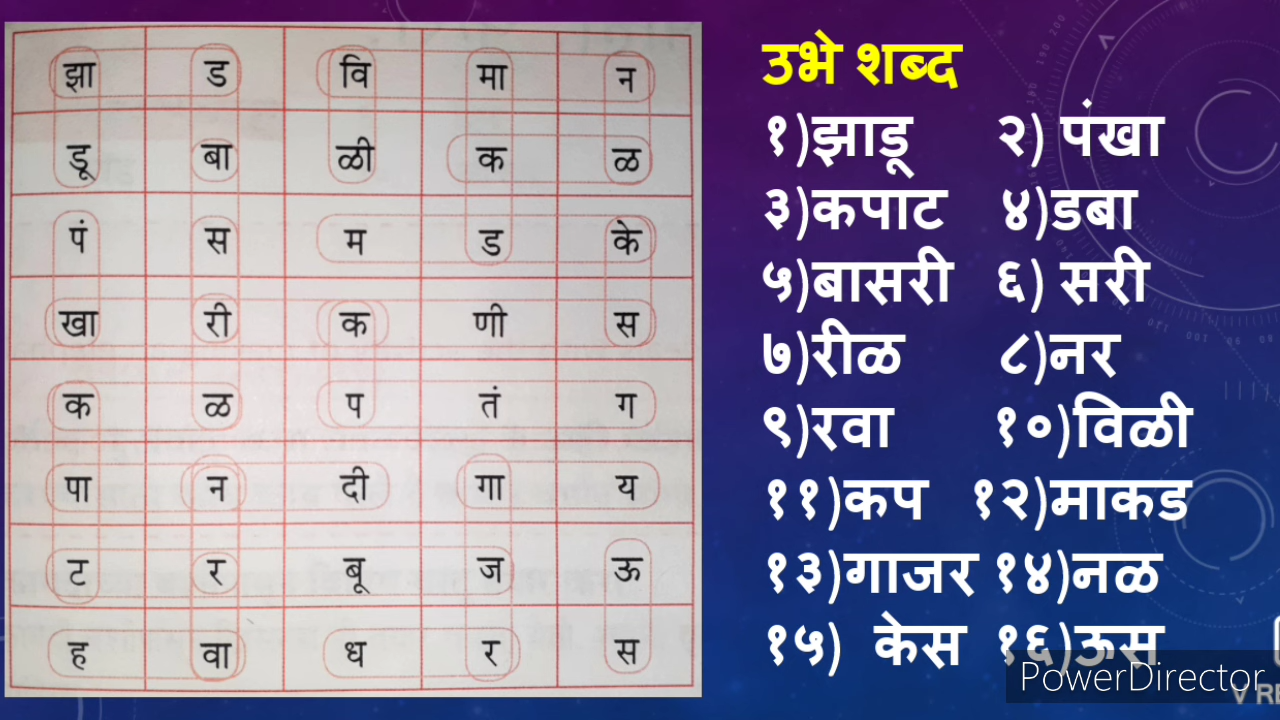 झा ड वि मा न
डू बा ळी क ळ
पं स म ड के
खा री क णी स
क ळ प तं ग
पा न दी गा य
ट र बू ज ऊ
ह वा ध र स
उभे शब्द
१)झाडू २) पंखा
३)कपाट ४)डबा
५)बासरी ६) सरी
७)रीळ ८)नर
९)रवा १०)विळी
११)कप १२)माकड
१३)गाजर १४)नळ
१५) केस १६)ऊस
PowerDirector